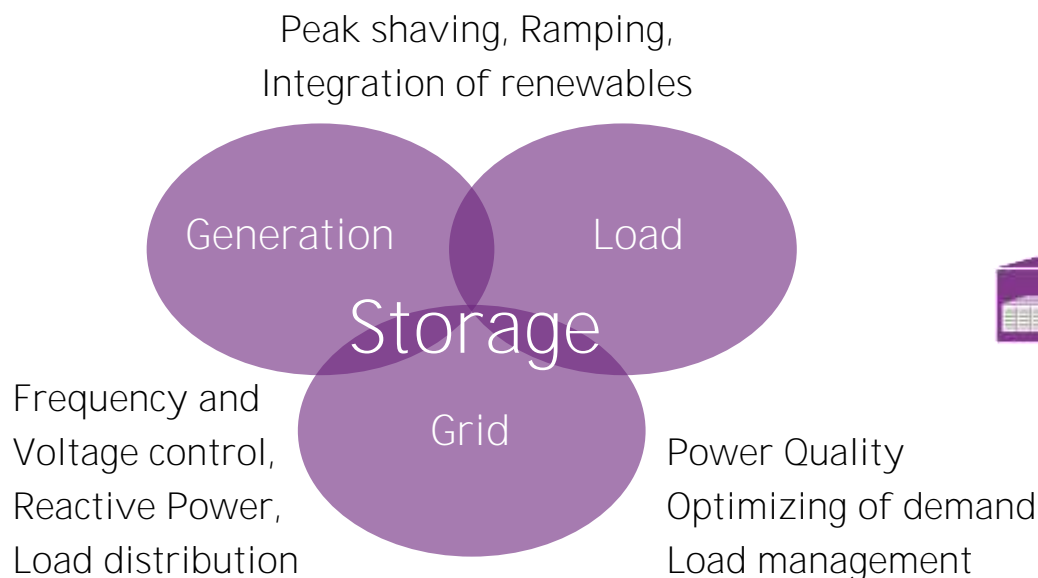 Peak shaving, Ramping,
Integration of renewables
Generation
Load
Storage
Grid
Frequency and
Voltage control,
Reactive Power,
Load distribution
Power Quality
Optimizing of demand
Load management